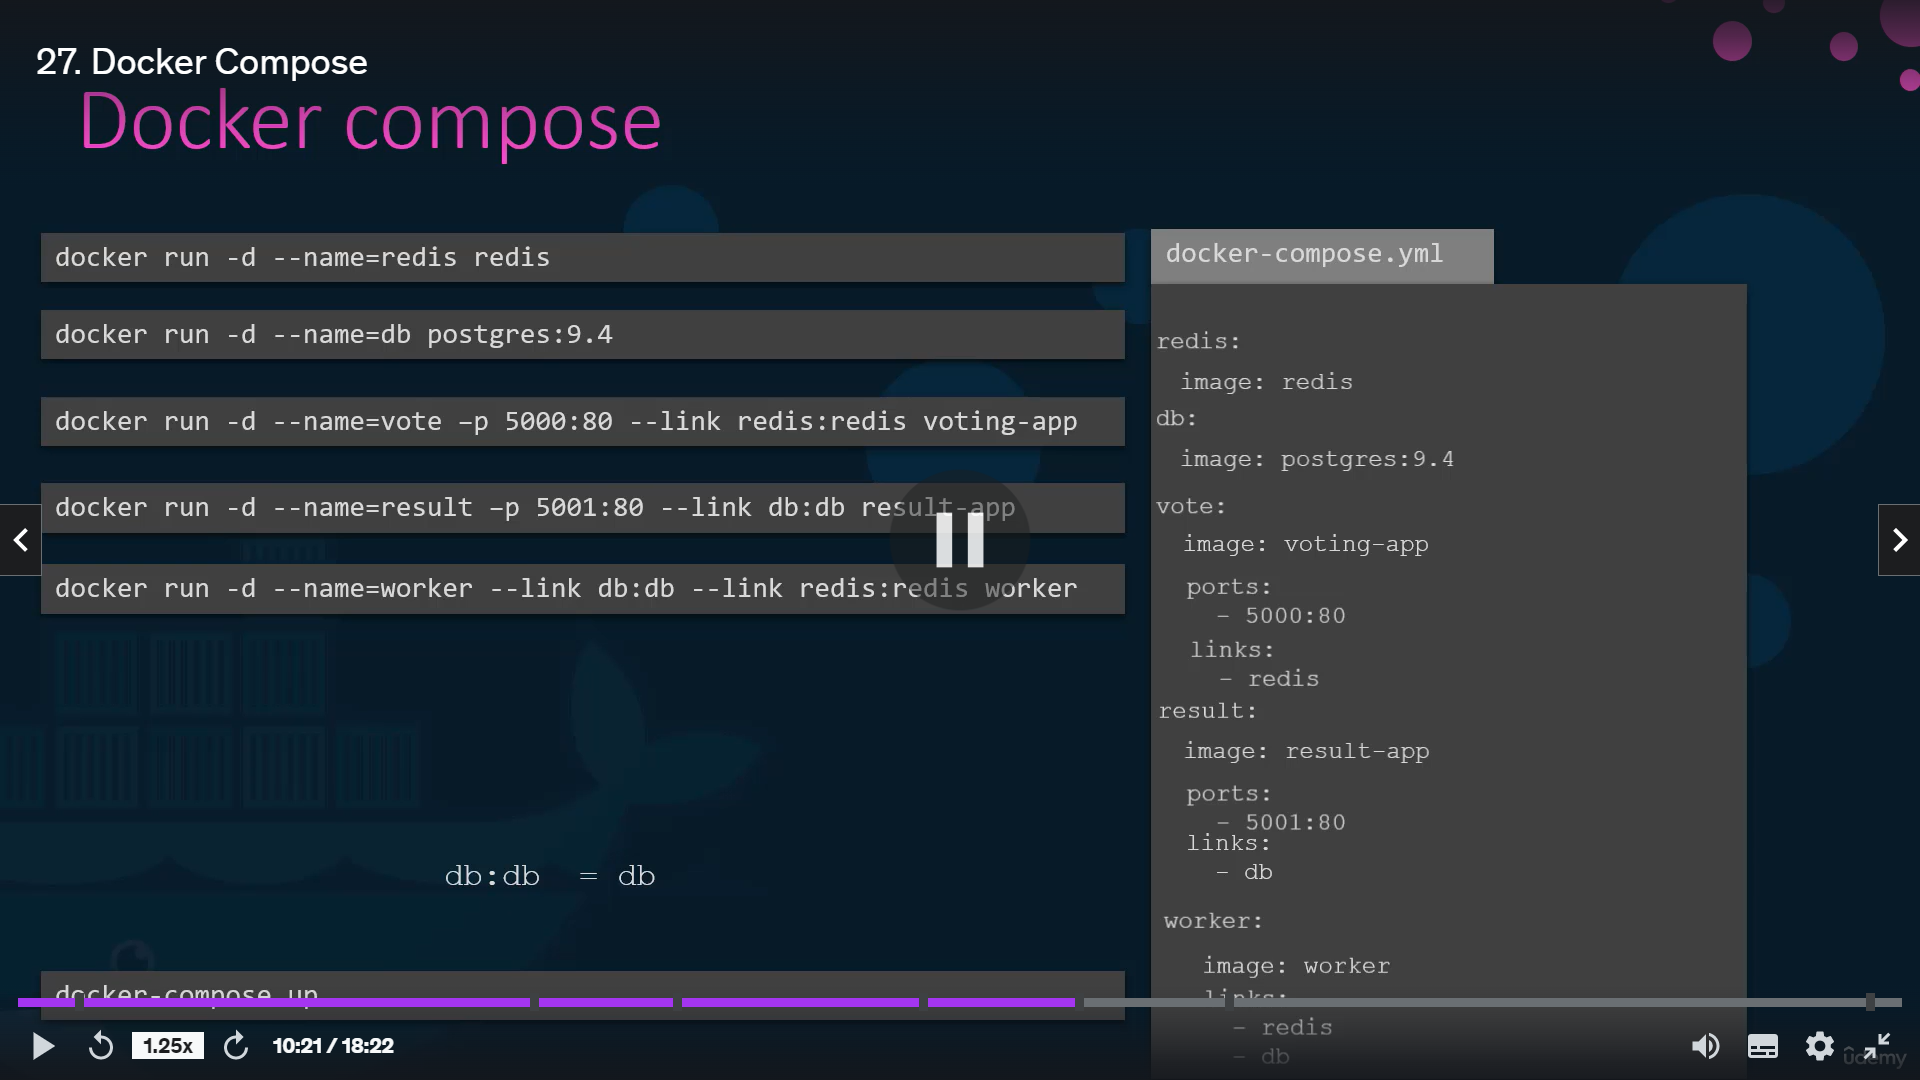 27. Docker Compose
Docker compose
docker run -d --name=redis redis
docker run -d --name=db postgres:9.4
docker run -d --name=vote –p 5000:80 --link redis:redis voting-app
docker run -d --name=result –p 5001:80 --link db:db result-app
docker run -d --name=worker --link db:db --link redis:redis worker
db:db = db
docker-compose up
docker-compose.yml
redis:
image: redis
db:
image: postgres:9.4
vote:
image: voting-app
ports:
- 5000:80
links:
- redis
result:
image: result-app
ports:
- 5001:80
links:
- db
worker:
image: worker
links:
- redis
- db
1.25x
10:21 / 18:22
ûdemy